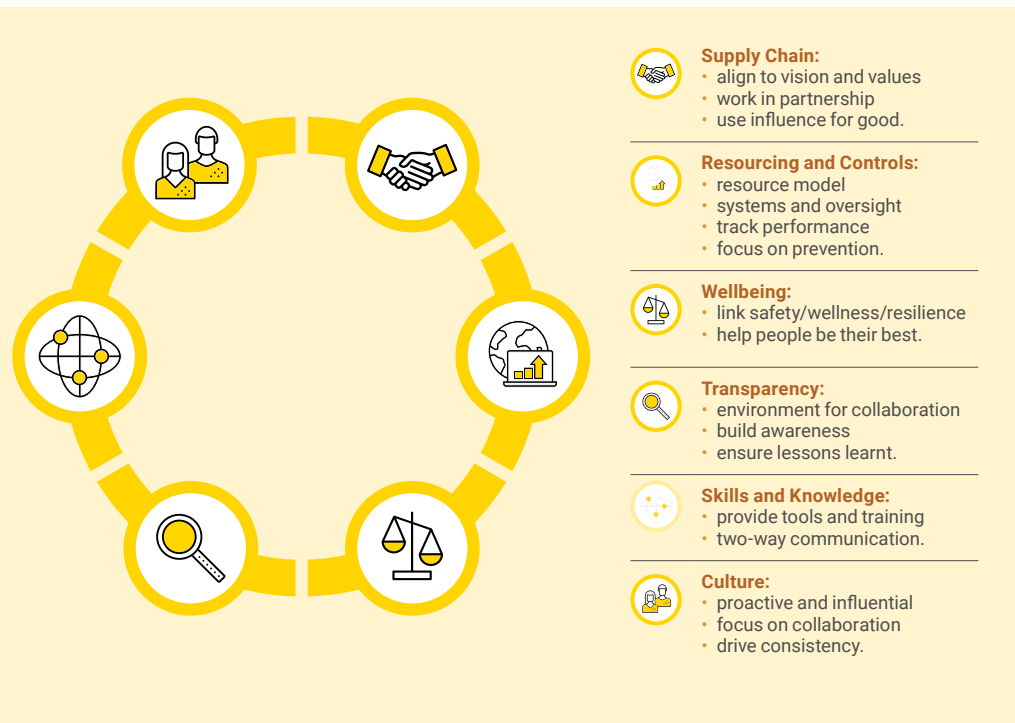 Supply Chain:
• align to vision and values
• work in partnership
• use influence for good.
Resourcing and Controls:
• resource model
• systems and oversight
• track performance
• focus on prevention.
Wellbeing:
• link safety/wellness/resilience
• help people be their best.
Transparency:
• environment for collaboration
• build awareness
• ensure lessons learnt.
Skills and Knowledge:
• provide tools and training
• two-way communication.
Culture:
• proactive and influential
• focus on collaboration
• drive consistency.